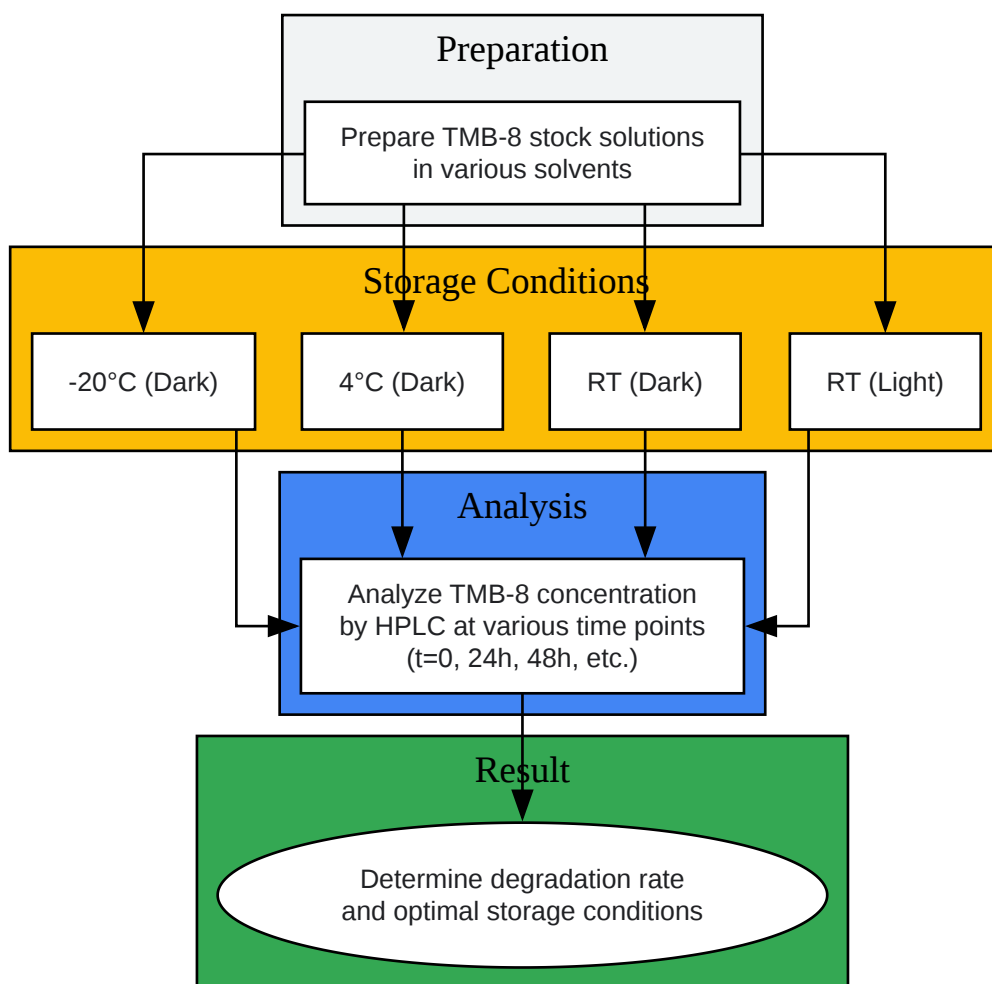 Preparation
Prepare TMB-8 stock solutions
in various solvents
Storage Conditions
-20°C (Dark)
4°C (Dark)
RT (Dark)
RT (Light)
Analysis
Analyze TMB-8 concentration
by HPLC at various time points
(t=0, 24h, 48h, etc.)
Result
Determine degradation rate
and optimal storage conditions